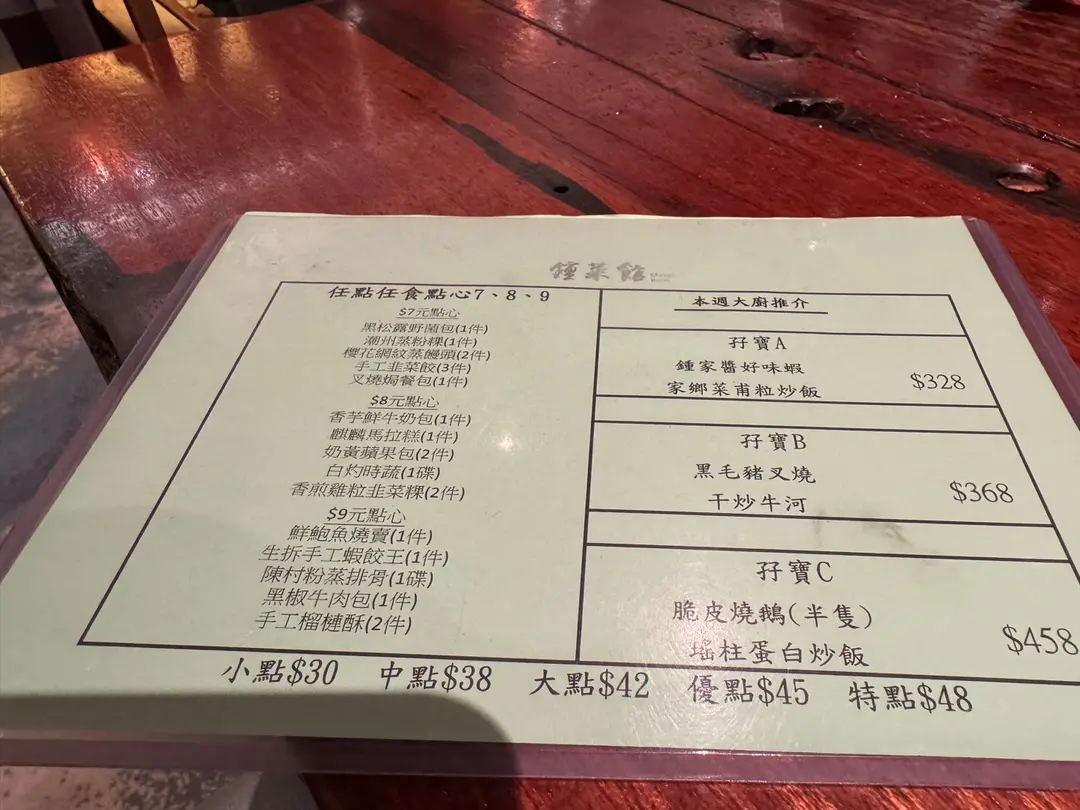 鍾菜館
任點任食點心7、8、9
$7元點心
黑松露野菌包(1件)
潮州蒸粉粿(1件)
櫻花網紋蒸饅頭(2件)
手工韭菜餃(3件)
叉燒焗餐包(1件)
$8元點心
香芋鮮牛奶包(1件)
麒麟馬拉糕(1件)
奶黃蘋果包(2件)
白灼時蔬(1碟)
香煎雞粒韭菜粿(2件)
$9元點心
鮮鮑魚燒賣(1件)
生拆手工蝦餃王(1件)
陳村粉蒸排骨(1碟)
黑椒牛肉包(1件)
手工榴槤酥(2件)
本週大廚推介
孖寶A
鍾家醬好味蝦
家鄉菜甫粒炒飯
$328
孖寶B
黑毛豬叉燒
干炒牛河
$368
孖寶C
脆皮燒鵝(半隻)
瑤柱蛋白炒飯
$458
小點$30 中點$38 大點$42 優點$45 特點$48